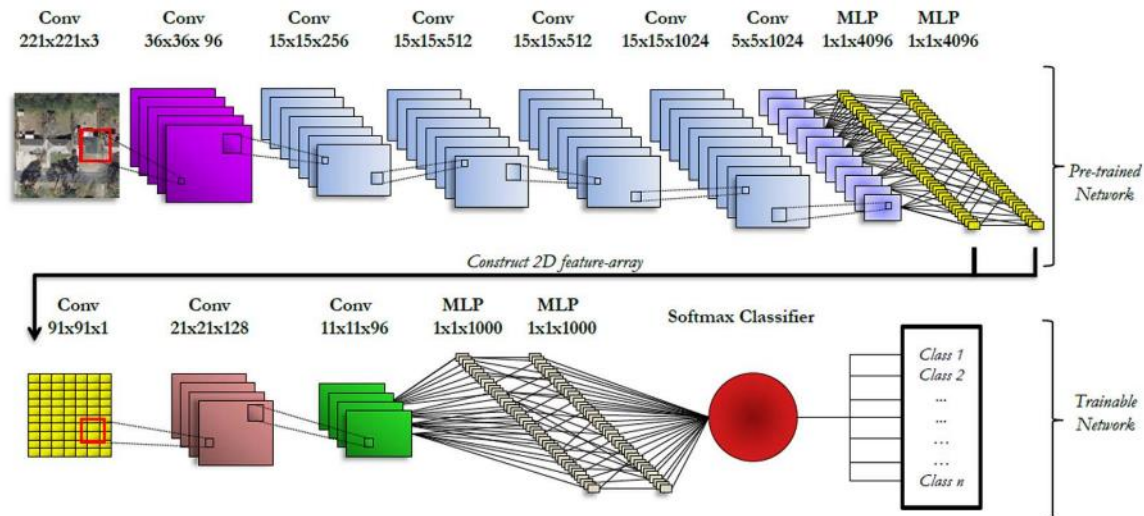 Conv Conv Conv Conv Conv Conv Conv MLP MLP
221x221x3 36x36x 96 15x15x256 15x15x512 15x15x512 15x15x1024 5x5x1024 1x1x4096 1x1x4096
Pre-trained
Network
Construct 2D feature-array
Conv Conv Conv MLP MLP Softmax Classifier
91x91x1 21x21x128 11x11x96 1x1x1000 1x1x1000
Class 1
Class 2
...
...
...
...
Class n
Trainable
Network